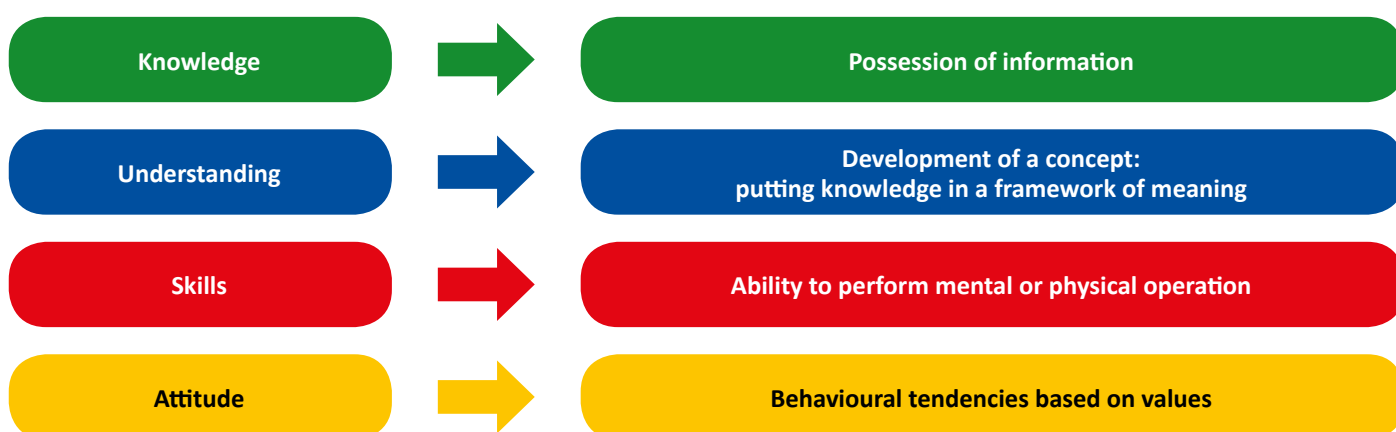 Knowledge
Possession of information
Understanding
Development of a concept:
putting knowledge in a framework of meaning
Skills
Ability to perform mental or physical operation
Attitude
Behavioural tendencies based on values